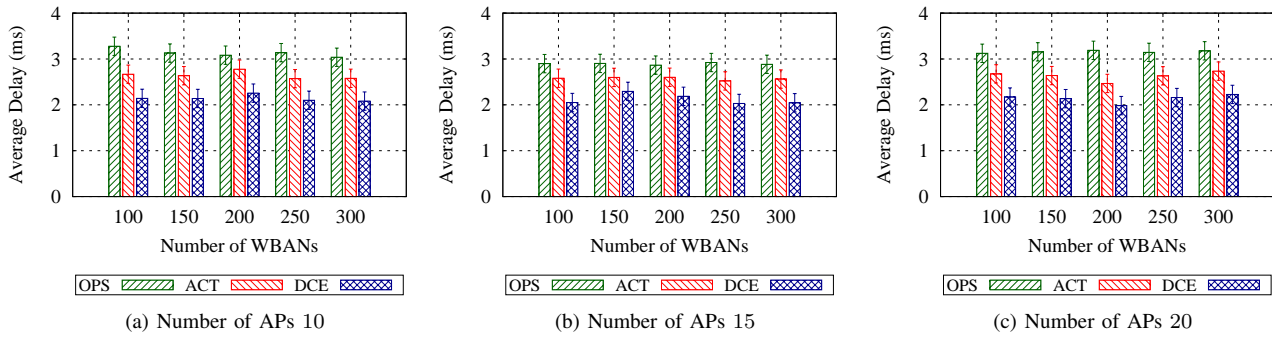 Average Delay (ms)
4
3
2
1
0
100 150 200 250 300
Number of WBANs
OPS ACT DCE
(a) Number of APs 10
Average Delay (ms)
4
3
2
1
0
100 150 200 250 300
Number of WBANs
OPS ACT DCE
(b) Number of APs 15
Average Delay (ms)
4
3
2
1
0
100 150 200 250 300
Number of WBANs
OPS ACT DCE
(c) Number of APs 20